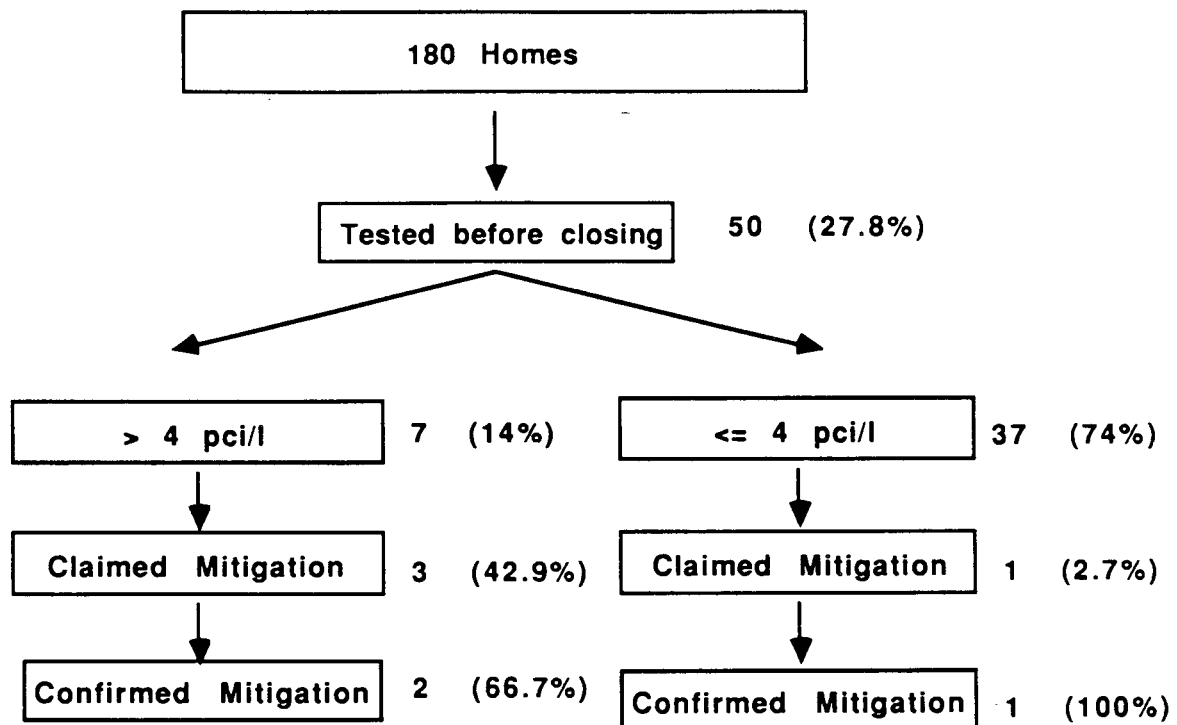 180 Homes
Tested before closing 50 (27.8%)
> 4 pci/l 7 (14%) <= 4 pci/l 37 (74%)
Claimed Mitigation 3 (42.9%) Claimed Mitigation 1 (2.7%)
Confirmed Mitigation 2 (66.7%) Confirmed Mitigation 1 (100%)